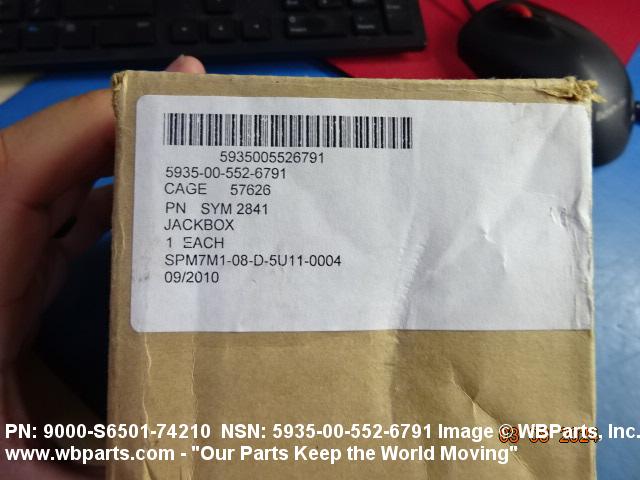 5935005526791
5935-00-552-6791
CAGE 57626
PN SYM 2841
JACKBOX
1 EACH
SPM7M1-08-D-5U11-0004
09/2010
PN: 9000-S6501-74210 NSN: 5935-00-552-6791 Image © WBParts, Inc.
www.wbparts.com - "Our Parts Keep the World Moving"